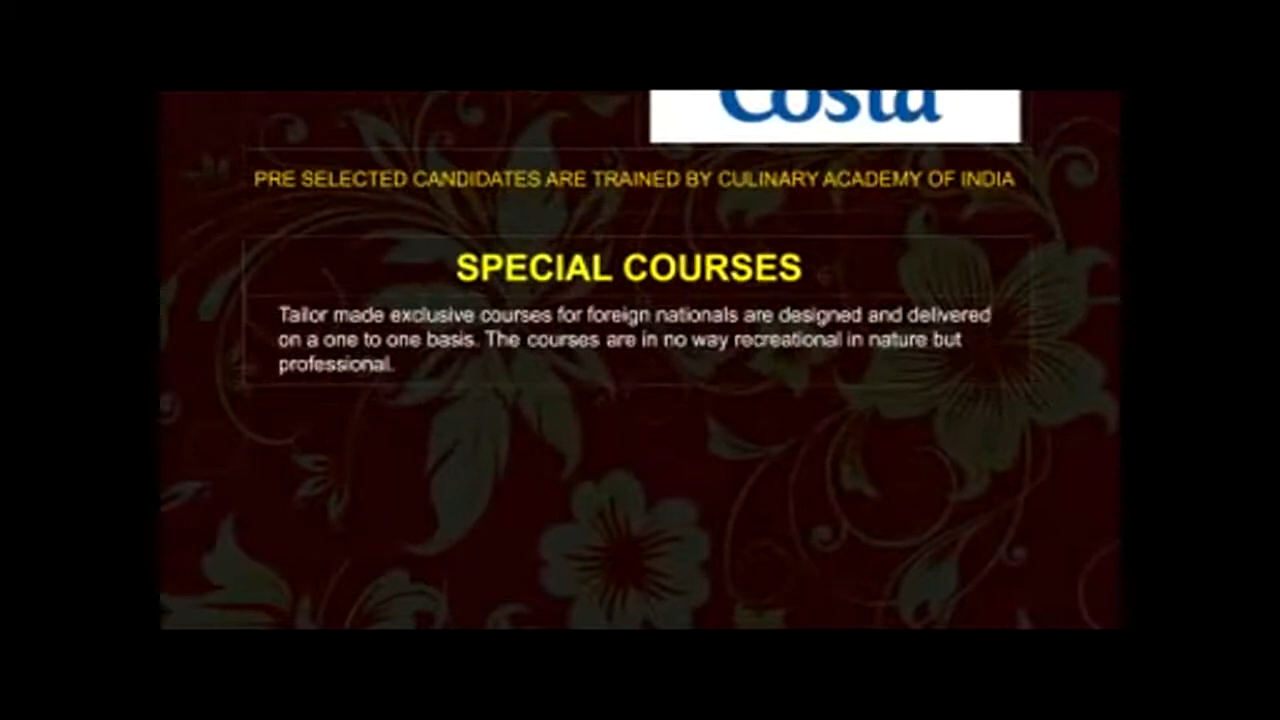 Costa
PRE SELECTED CANDIDATES ARE TRAINED BY CULINARY ACADEMY OF INDIA
SPECIAL COURSES
Tailor made exclusive courses for foreign nationals are designed and delivered
on a one to one basis. The courses are in no way recreational in nature but
professional.